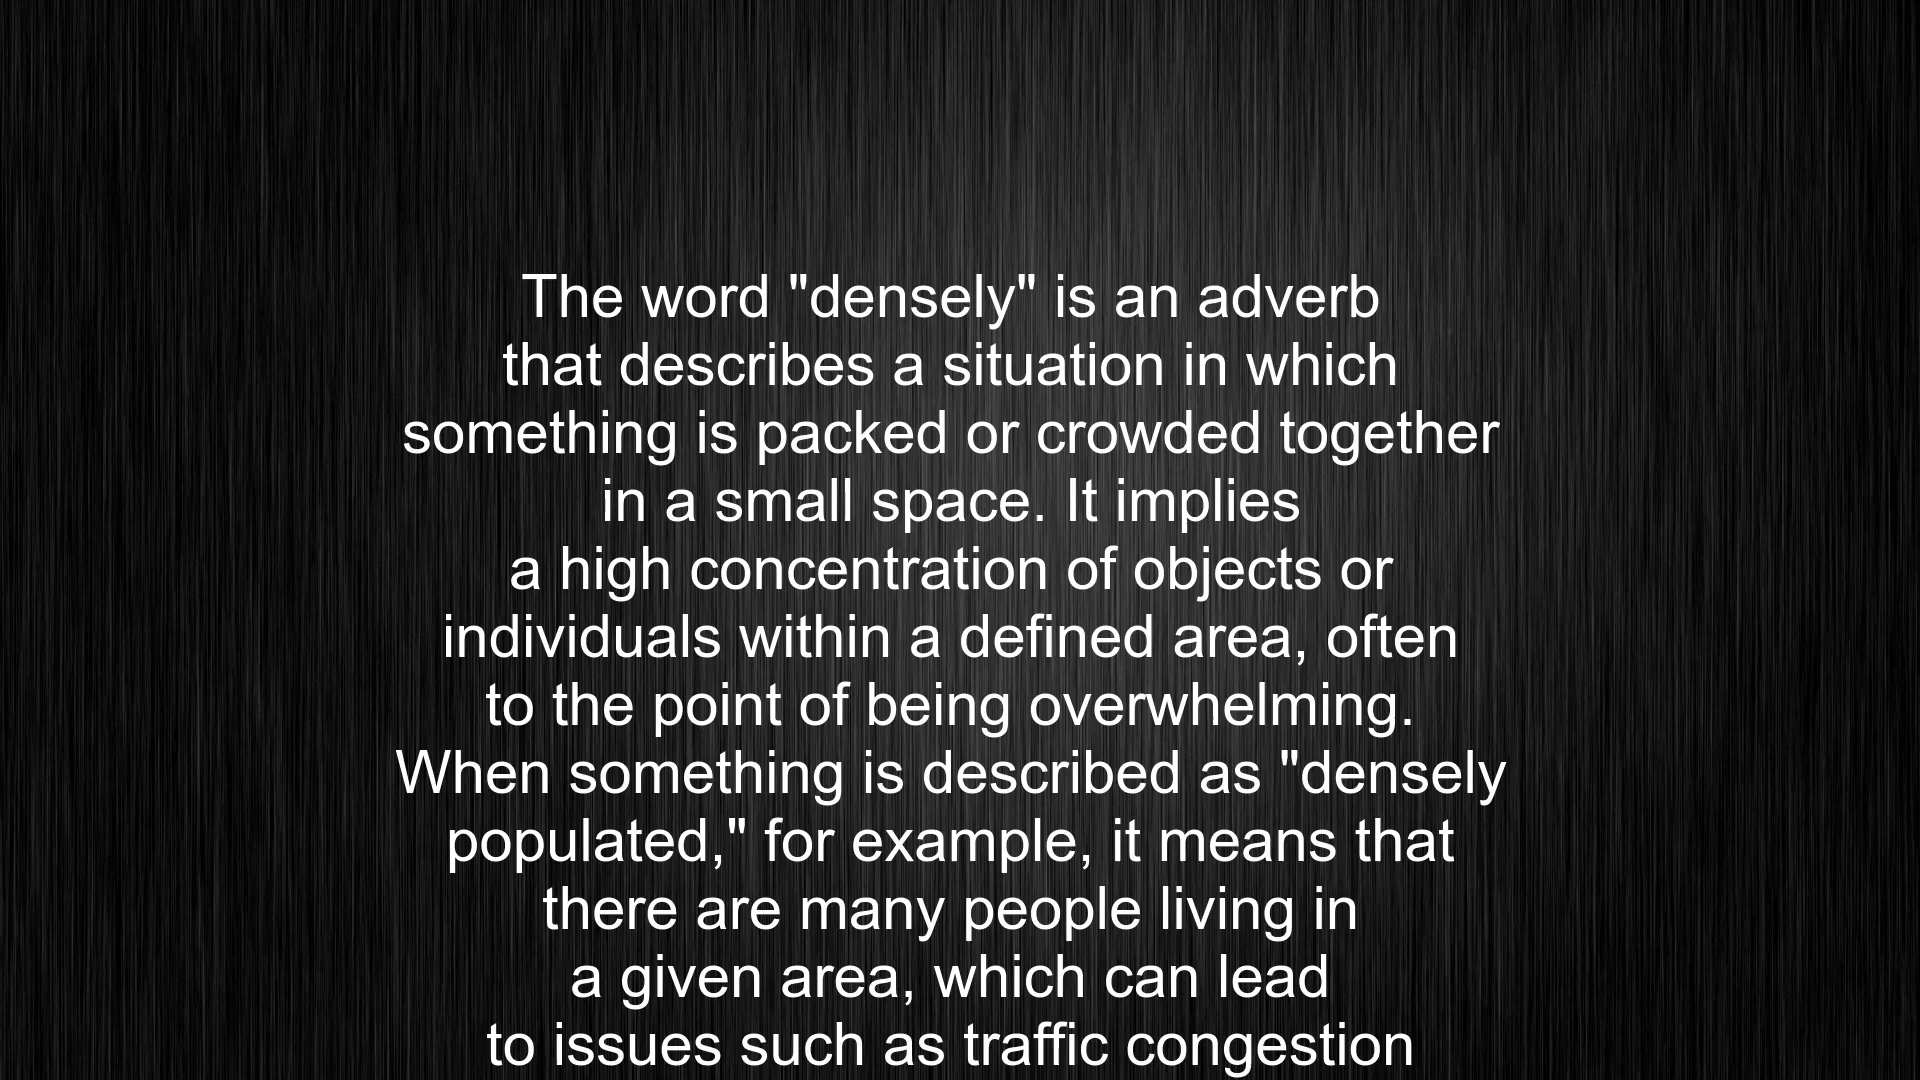 The word "densely" is an adverb
that describes a situation in which
something is packed or crowded together
in a small space. It implies
a high concentration of objects or
individuals within a defined area, often
to the point of being overwhelming.
When something is described as "densely
populated," for example, it means that
there are many people living in
a given area, which can lead
to issues such as traffic congestion